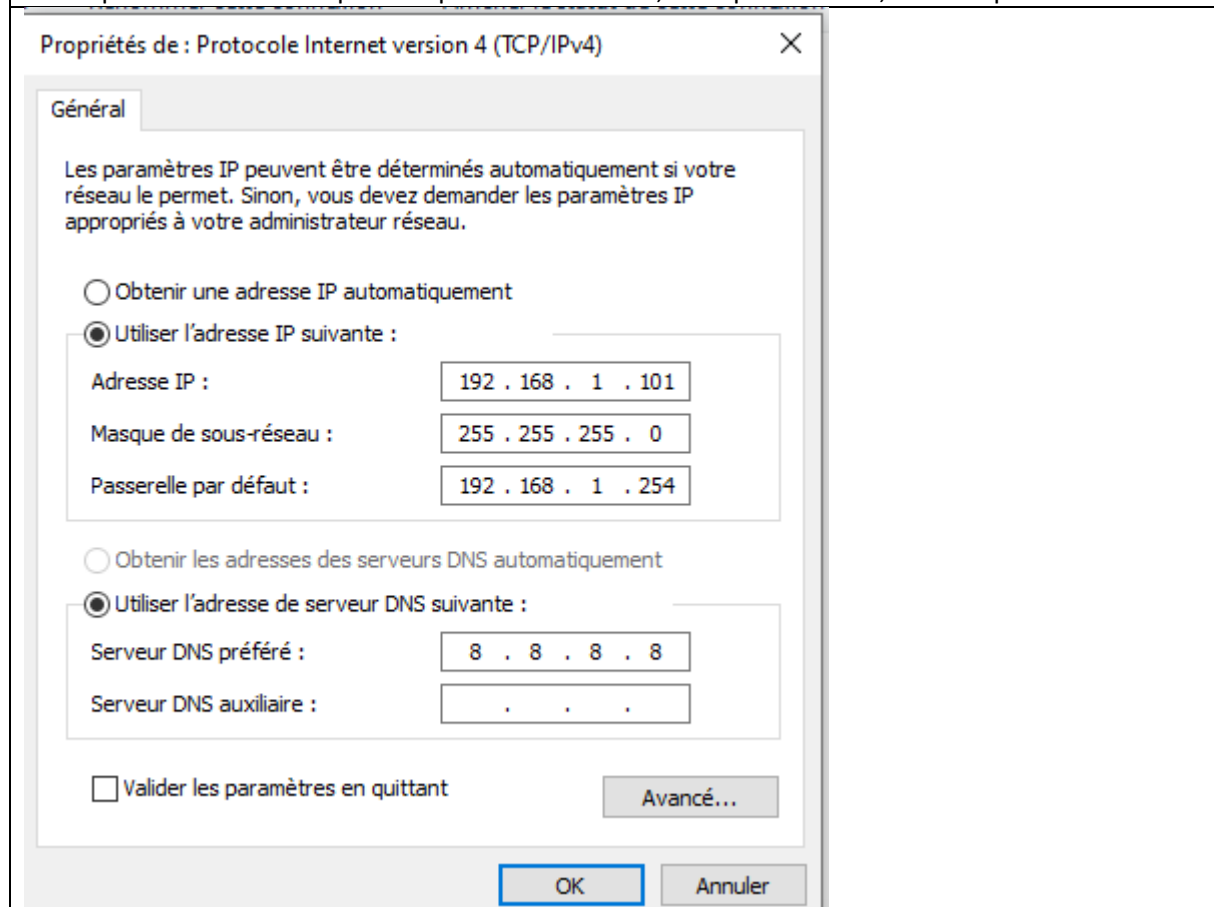 Propriétés de : Protocole Internet version 4 (TCP/IPv4)
Général
Les paramètres IP peuvent être déterminés automatiquement si votre
réseau le permet. Sinon, vous devez demander les paramètres IP
appropriés à votre administrateur réseau.
Obtenir une adresse IP automatiquement
Utiliser l'adresse IP suivante :
Adresse IP : 192 . 168 . 1 . 101
Masque de sous-réseau : 255 . 255 . 255 . 0
Passerelle par défaut : 192 . 168 . 1 . 254
Obtenir les adresses des serveurs DNS automatiquement
Utiliser l'adresse de serveur DNS suivante :
Serveur DNS préféré : 8 . 8 . 8 . 8
Serveur DNS auxiliaire : . . .
Valider les paramètres en quittant
Avancé...
OK Annuler